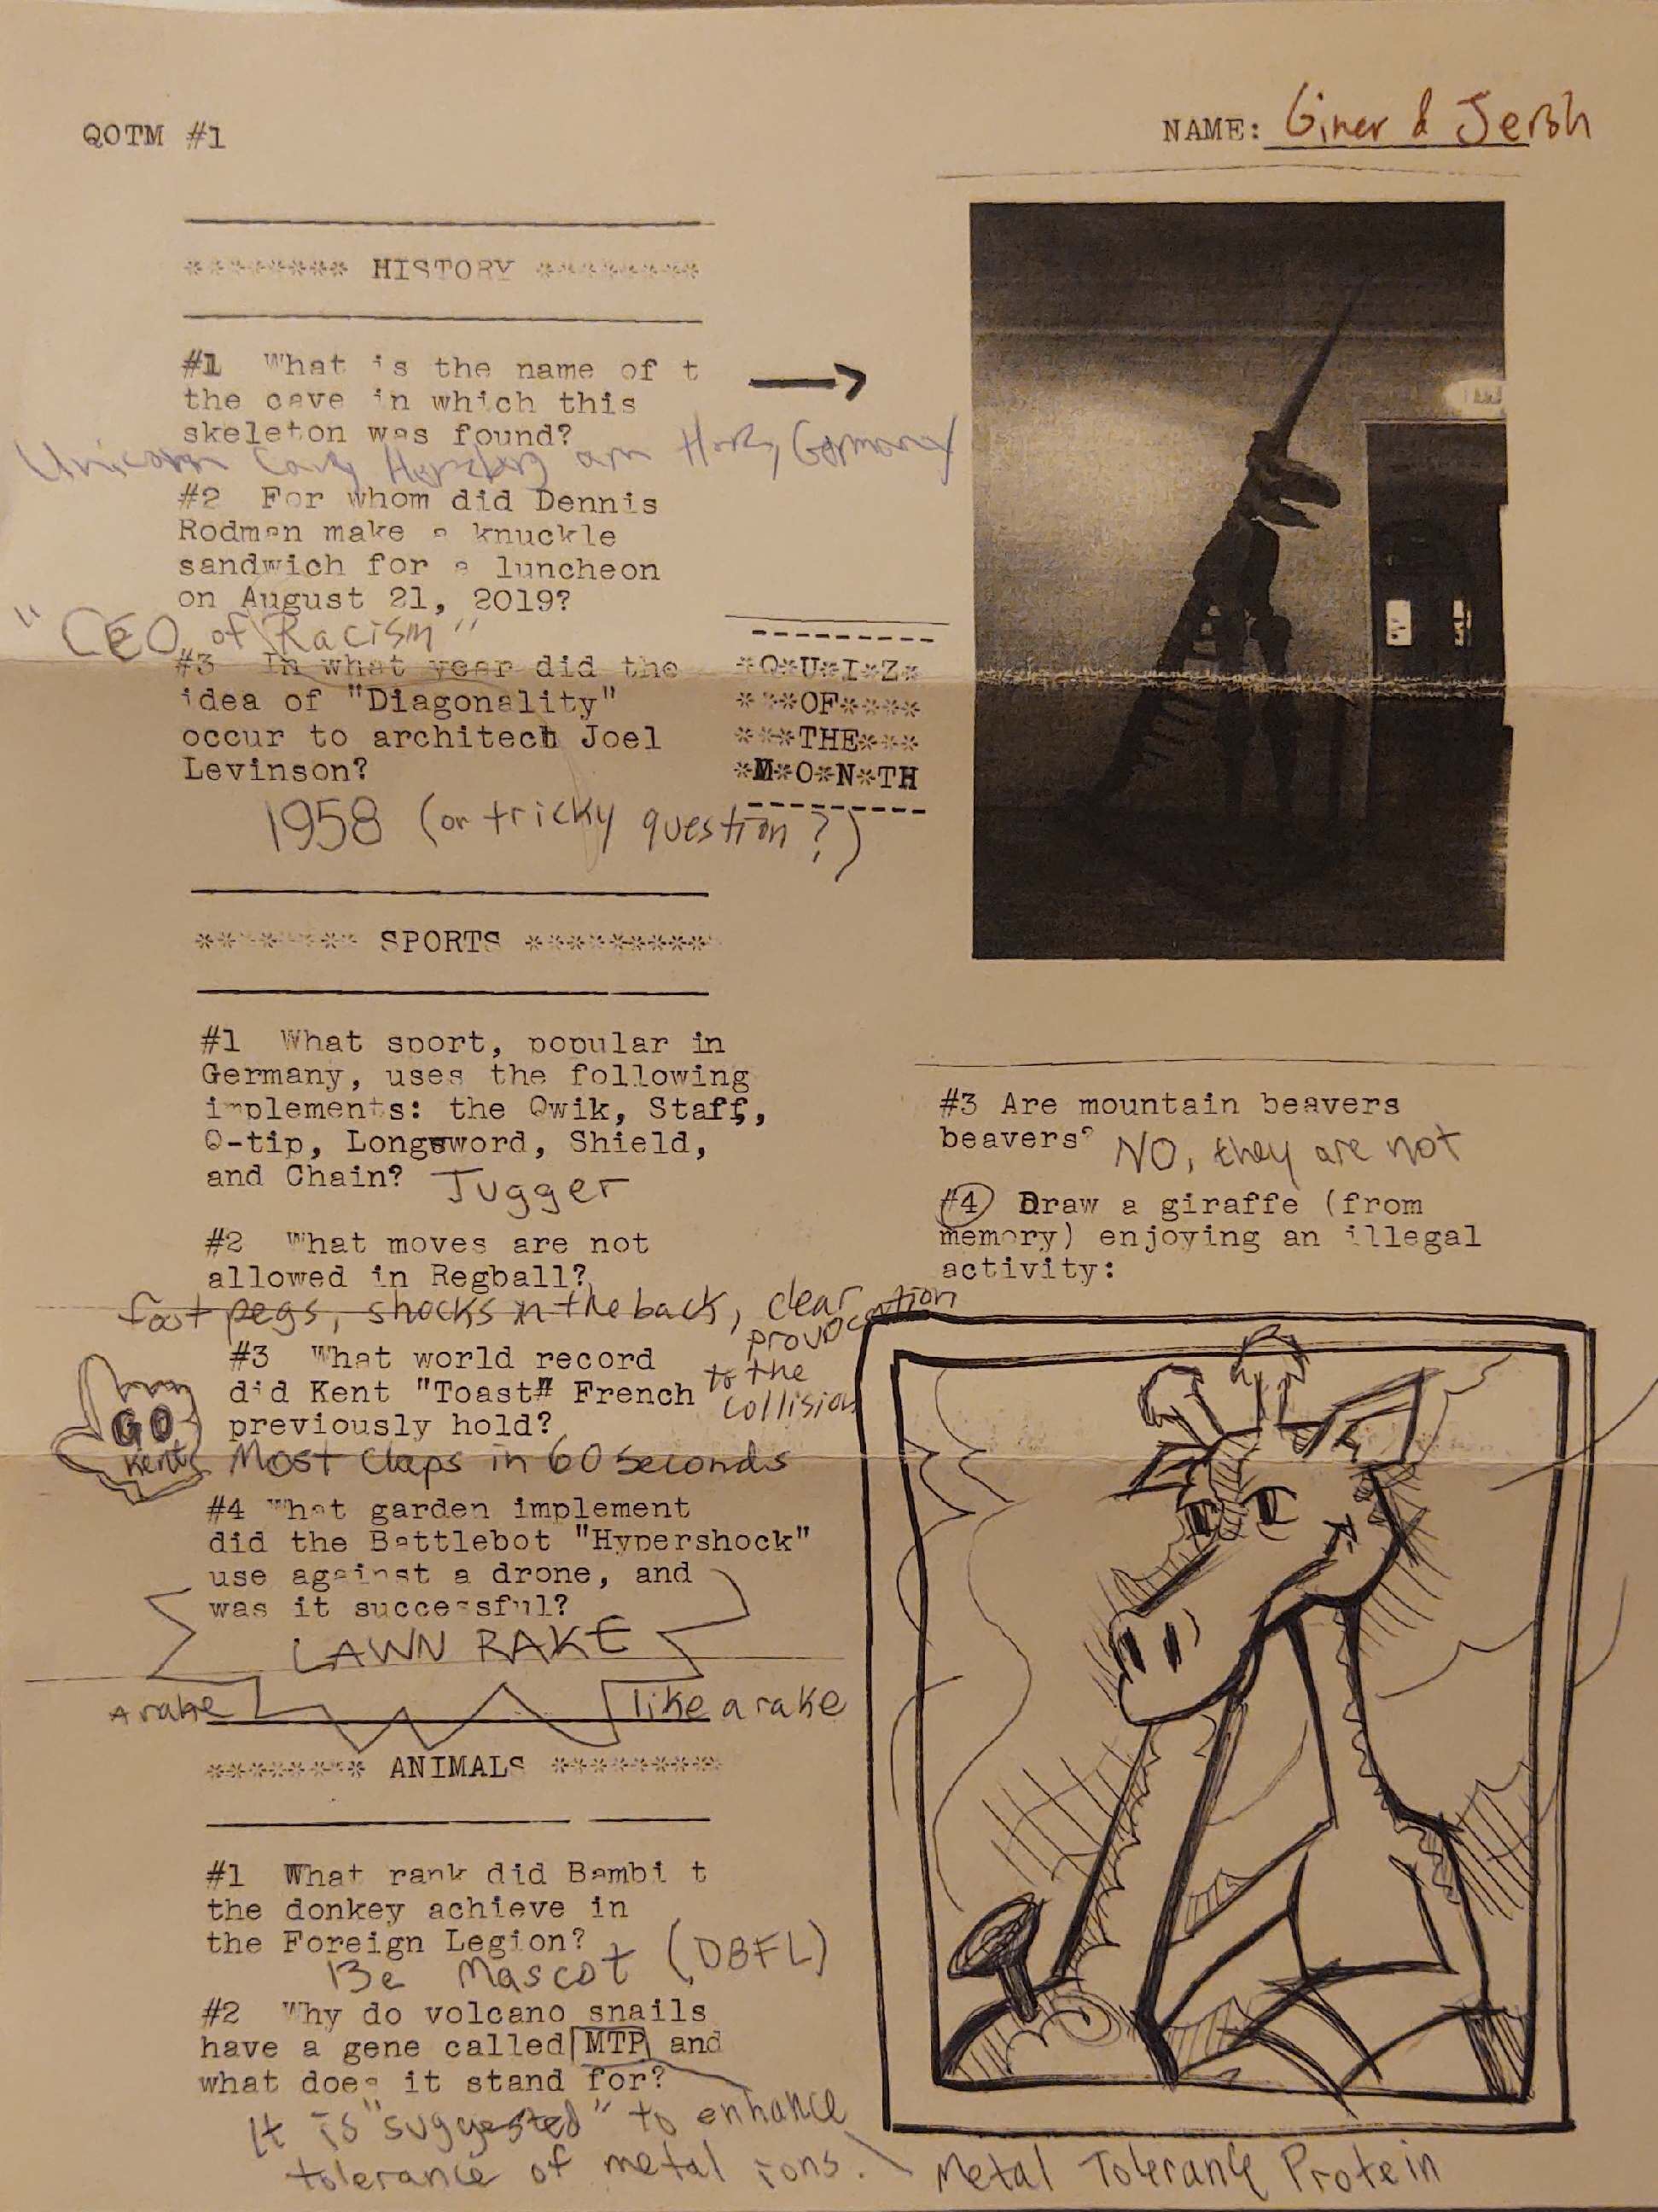 QOTM #1
NAME: Giner & Jerbh
******** HISTORY ********
#1 What is the name of t
the cave in which this
skeleton was found?
Unicorn Cave, Herzberg am Harz, Germany
#2 For whom did Dennis
Rodman make a knuckle
sandwich for a luncheon
on August 21, 2019?
"CEO of Racism"
#3 In what year did the
idea of "Diagonality"
occur to architech Joel
Levinson?
1958 (or tricky question?)
*Q*U*I*Z*
***OF****
***THE***
*M*O*N*TH
******** SPORTS *********
#1 What sport, popular in
Germany, uses the following
implements: the Qwik, Staff,
Q-tip, Longsword, Shield,
and Chain? Jugger
#2 What moves are not
allowed in Regball?
foot pegs, shocks in the back, clear
provocation
to the
collision
#3 What world record
did Kent "Toast# French
previously hold?
GO
Kent
Most claps in 60 seconds
#4 What garden implement
did the Battlebot "Hypershock"
use against a drone, and
was it successful?
LAWN RAKE
A rake
like a rake
******** ANIMALS ********
#1 What rank did Bambi t
the donkey achieve in
the Foreign Legion?
Be Mascot (DBFL)
#2 Why do volcano snails
have a gene called MTP and
what does it stand for?
It is "suggested" to enhance
tolerance of metal ions.
Metal Tolerance Protein
#3 Are mountain beavers
beavers? NO, they are not
#4 Draw a giraffe (from
memory) enjoying an illegal
activity: